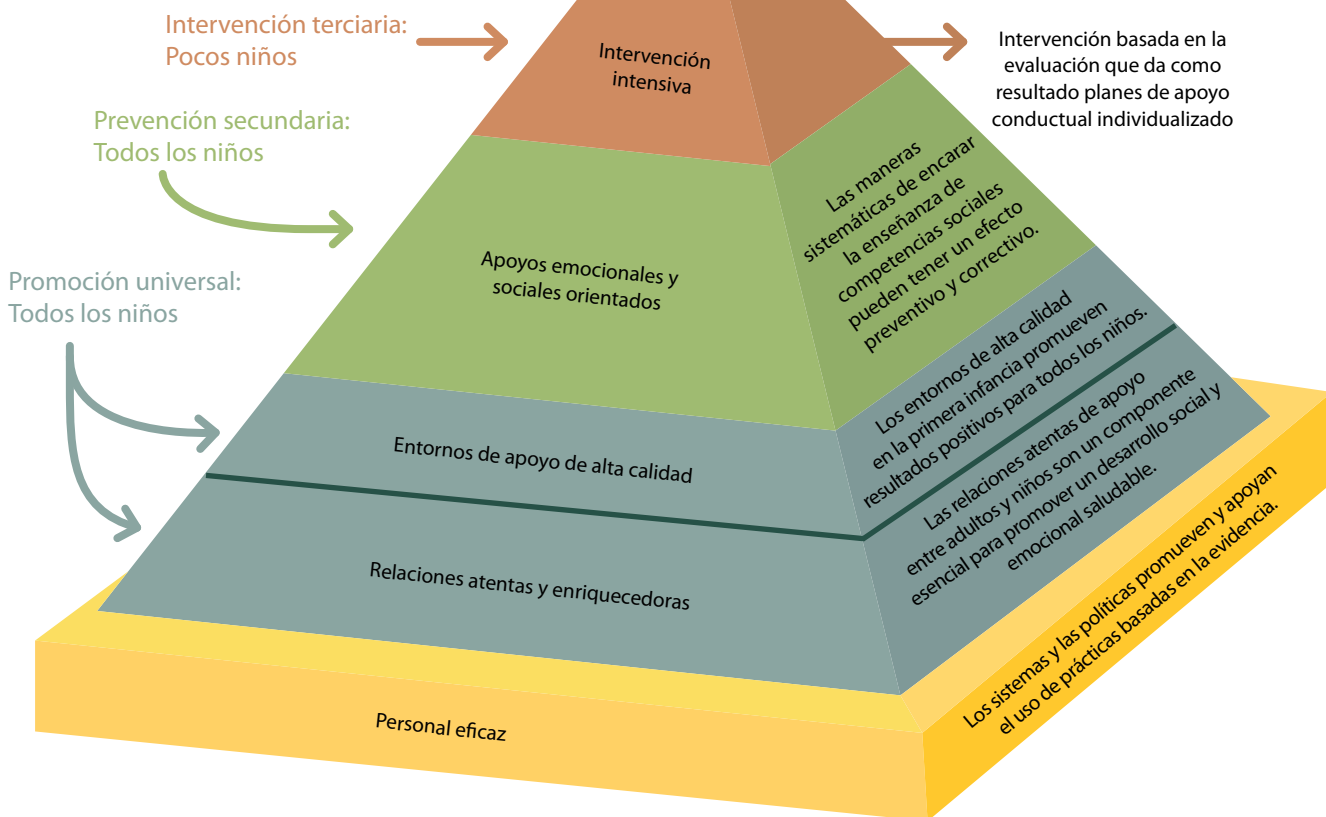 Intervención terciaria:
Pocos niños
Intervención
intensiva
Intervención basada en la
evaluación que da como
resultado planes de apoyo
conductual individualizado
Prevención secundaria:
Todos los niños
Apoyos emocionales y
sociales orientados
Las maneras
sistemáticas de encarar
la enseñanza de
competencias sociales
pueden tener un efecto
preventivo y correctivo.
Promoción universal:
Todos los niños
Entornos de apoyo de alta calidad
Los entornos de alta calidad
en la primera infancia promueven
resultados positivos para todos los niños.
Relaciones atentas y enriquecedoras
Las relaciones atentas de apoyo
entre adultos y niños son un componente
esencial para promover un desarrollo social y
emocional saludable.
Personal eficaz
Los sistemas y las políticas promueven y apoyan
el uso de prácticas basadas en la evidencia.